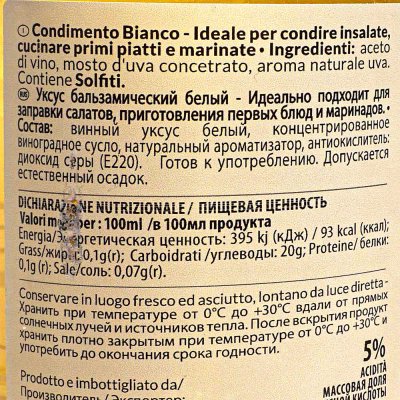 Condimento Bianco - Ideale per condire insalate,
cucinare primi piatti e marinate • Ingredienti: aceto
di vino, mosto d'uva concetrato, aroma naturale uva.
Contiene Solfiti.
RUS Уксус бальзамический белый - Идеально подходит для
заправки салатов, приготовления первых блюд и маринадов. •
Состав: винный уксус белый, концентрированное
виноградное сусло, натуральный ароматизатор, антиокислитель:
диоксид серы (E220). Готов к употреблению. Допускается
естественный осадок.
DICHIARAZIONE NUTRIZIONALE / ПИЩЕВАЯ ЦЕННОСТЬ
Valori per : 100ml /в 100мл продукта
Energia/Энергетическая ценность: 395 kj (кДж) / 93 kcal (ккал);
Grass/жиры: 0,1g(г); Carboidrati /углеводы: 20g; Proteine/ белки:
0,1g(г); Sale/соль: 0,07g(г).
Conservare in luogo fresco ed asciutto, lontano da luce diretta-
Хранить при температуре от 0°C до +30°C вдали от прямых
солнечных лучей и источников тепла. После вскрытия продукт
хранить плотно закрытым при температуре от 0°C до +30°C и
употребить до окончания срока годности.
5%
ACIDITÀ
Prodotto e imbottigliato da/
МАССОВАЯ ДОЛЯ
Производитель/Экспортер:
КИСЛОТЫ